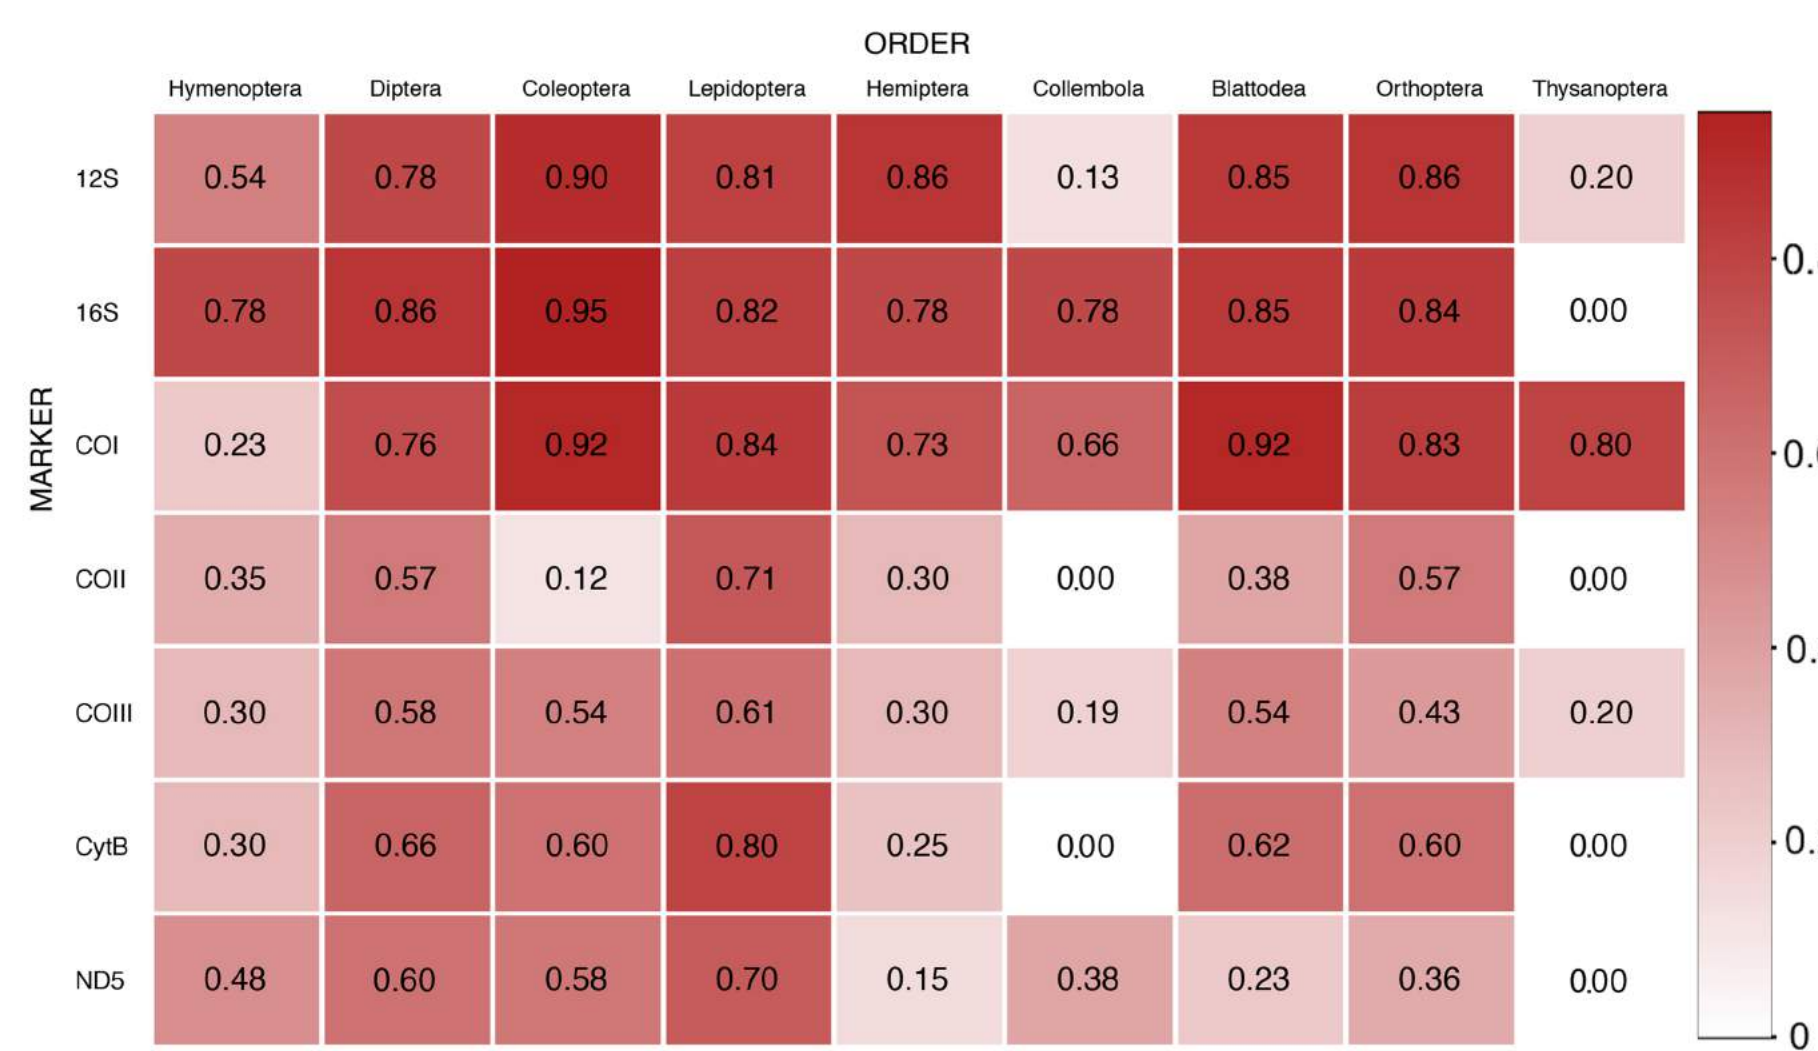 ORDER
Hymenoptera Diptera Coleoptera Lepidoptera Hemiptera Collembola Blattodea Orthoptera Thysanoptera
12S 0.54 0.78 0.90 0.81 0.86 0.13 0.85 0.86 0.20
16S 0.78 0.86 0.95 0.82 0.78 0.78 0.85 0.84 0.00
MARKER
COI 0.23 0.76 0.92 0.84 0.73 0.66 0.92 0.83 0.80
COII 0.35 0.57 0.12 0.71 0.30 0.00 0.38 0.57 0.00
COIII 0.30 0.58 0.54 0.61 0.30 0.19 0.54 0.43 0.20
CytB 0.30 0.66 0.60 0.80 0.25 0.00 0.62 0.60 0.00
ND5 0.48 0.60 0.58 0.70 0.15 0.38 0.23 0.36 0.00
0